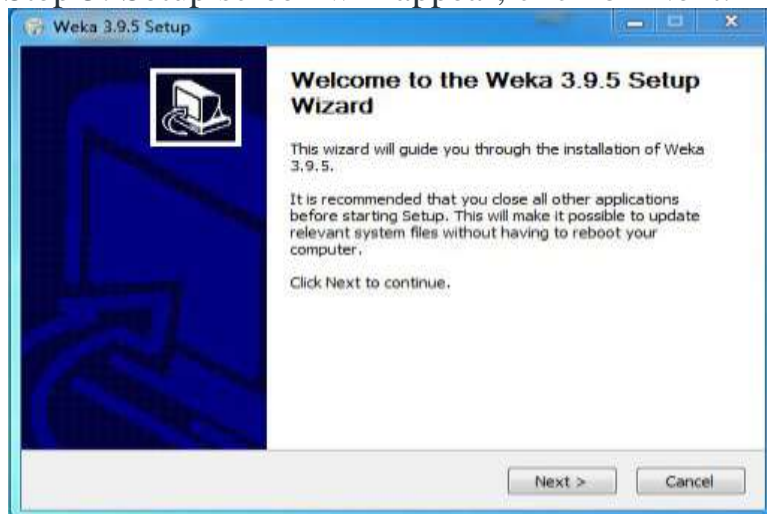 Weka 3.9.5 Setup
Welcome to the Weka 3.9.5 Setup
Wizard
This wizard will guide you through the installation of Weka
3.9.5.
It is recommended that you close all other applications
before starting Setup. This will make it possible to update
relevant system files without having to reboot your
computer.
Click Next to continue.
Next >
Cancel